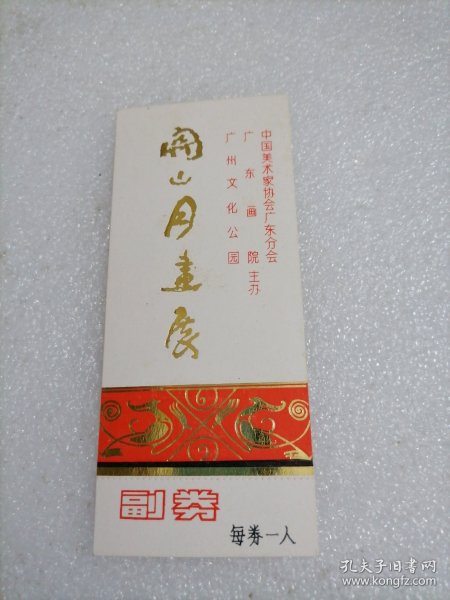 中国美术家协会广东分会
广东画院主办
广州文化公园
关山月画展
副券
每券一人
孔夫子旧书网
www.kongfz.com